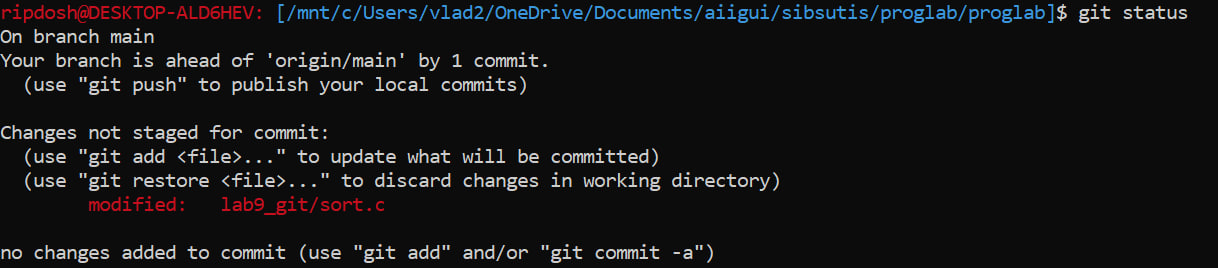 ripdosh@DESKTOP-ALD6HEV: [/mnt/c/Users/vlad2/OneDrive/Documents/aiigui/sibsutis/proglab/proglab]$ git status
On branch main
Your branch is ahead of 'origin/main' by 1 commit.
  (use "git push" to publish your local commits)

Changes not staged for commit:
  (use "git add <file>..." to update what will be committed)
  (use "git restore <file>..." to discard changes in working directory)
        modified:   lab9_git/sort.c

no changes added to commit (use "git add" and/or "git commit -a")